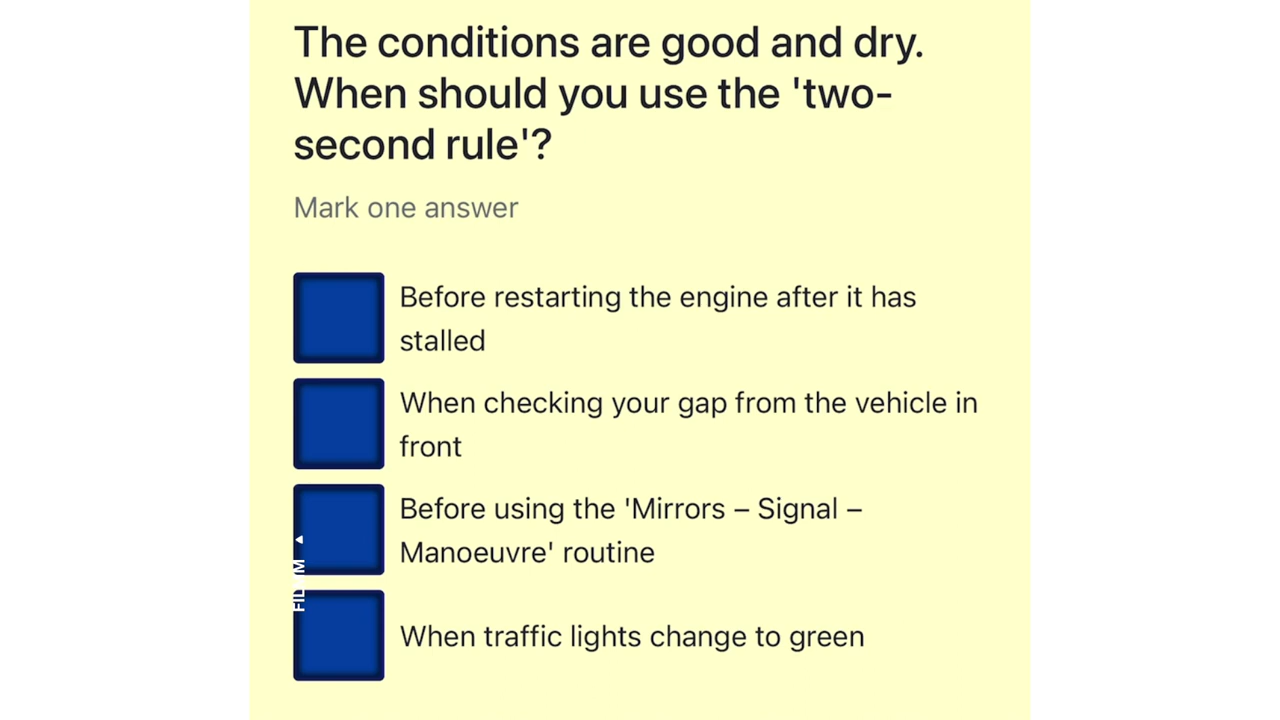 The conditions are good and dry.
When should you use the 'two-
second rule'?
Mark one answer
Before restarting the engine after it has
stalled
When checking your gap from the vehicle in
front
Before using the 'Mirrors – Signal –
Manoeuvre' routine
When traffic lights change to green